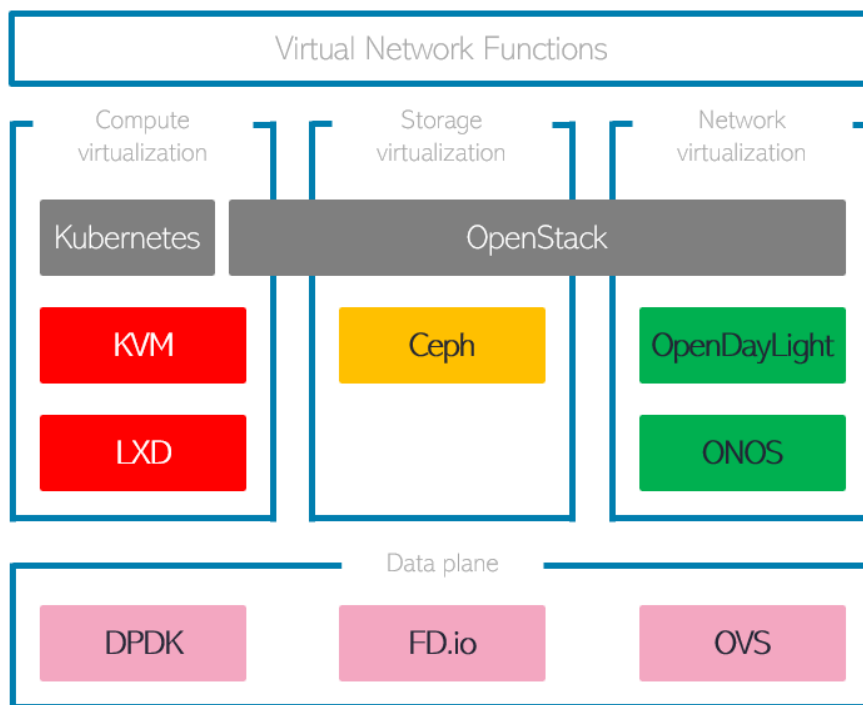 Virtual Network Functions
Compute
virtualization
Storage
virtualization
Network
virtualization
Kubernetes
OpenStack
KVM
Ceph
OpenDayLight
LXD
ONOS
Data plane
DPDK
FD.io
OVS